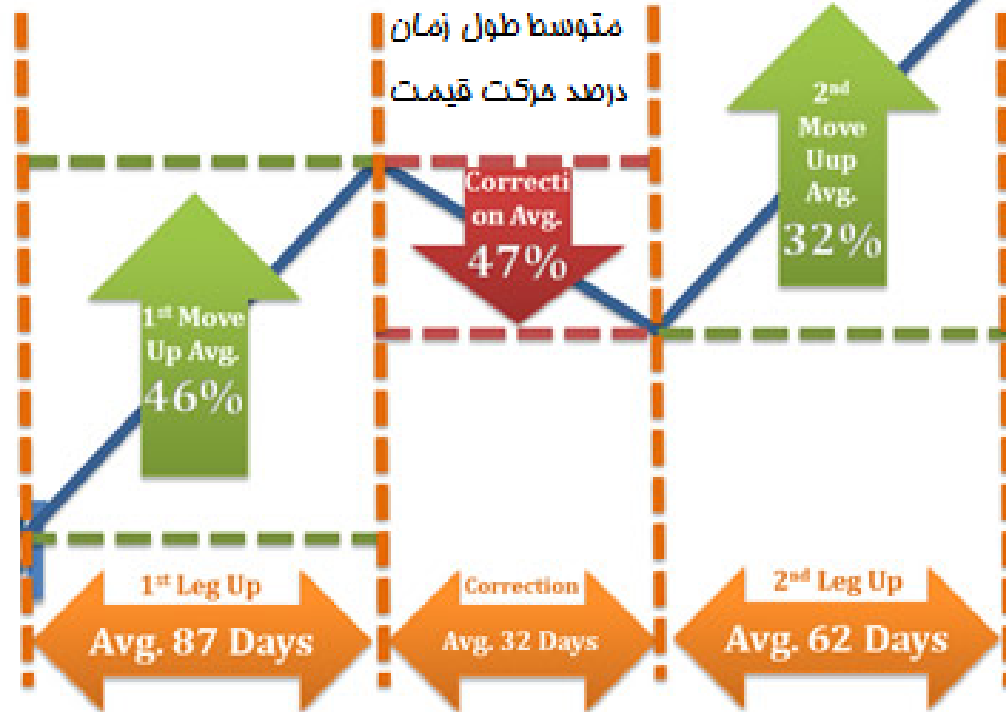 متوسط طول زمان
درصد حرکت قیمت
1st Move
Up Avg.
46%
Correcti
on Avg.
47%
2nd
Move
Uup
Avg.
32%
1st Leg Up
Avg. 87 Days
Correction
Avg. 32 Days
2nd Leg Up
Avg. 62 Days